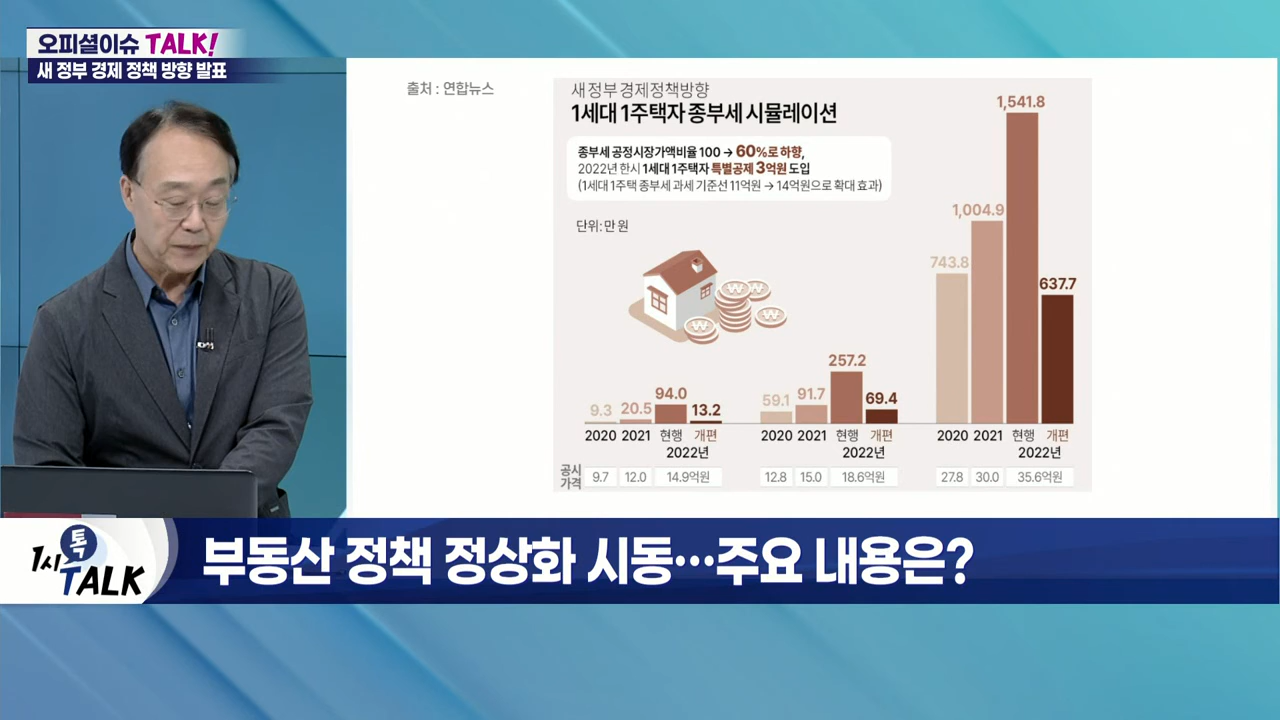 오피셜이슈 TALK!
새 정부 경제 정책 방향 발표
출처 : 연합뉴스
새 정부 경제정책방향
1세대 1주택자 종부세 시뮬레이션
종부세 공정시장가액비율 100 → 60%로 하향,
2022년 한시 1세대 1주택자 특별공제 3억원 도입
(1세대 1주택 종부세 과세 기준선 11억원 → 14억원으로 확대 효과)
단위: 만 원
9.3 20.5 94.0 13.2
2020 2021 현행 개편
2022년
59.1 91.7 257.2 69.4
2020 2021 현행 개편
2022년
743.8 1,004.9 1,541.8 637.7
2020 2021 현행 개편
2022년
공시
가격
9.7 12.0 14.9억원
12.8 15.0 18.6억원
27.8 30.0 35.6억원
1시톡
TALK
부동산 정책 정상화 시동…주요 내용은?